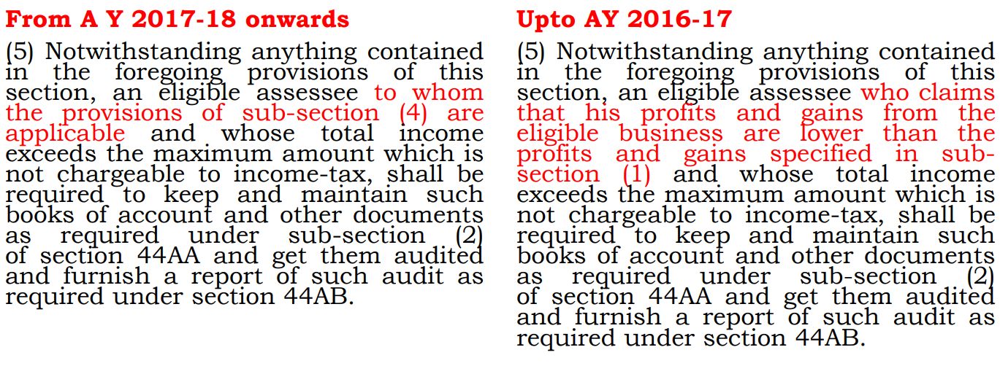 From A Y 2017-18 onwards
(5) Notwithstanding anything contained
in the foregoing provisions of this
section, an eligible assessee to whom
the provisions of sub-section (4) are
applicable and whose total income
exceeds the maximum amount which is
not chargeable to income-tax, shall be
required to keep and maintain such
books of account and other documents
as required under sub-section (2)
of section 44AA and get them audited
and furnish a report of such audit as
required under section 44AB.
Upto AY 2016-17
(5) Notwithstanding anything contained
in the foregoing provisions of this
section, an eligible assessee who claims
that his profits and gains from the
eligible business are lower than the
profits and gains specified in sub-
section (1) and whose total income
exceeds the maximum amount which is
not chargeable to income-tax, shall be
required to keep and maintain such
books of account and other documents
as required under sub-section (2)
of section 44AA and get them audited
and furnish a report of such audit as
required under section 44AB.